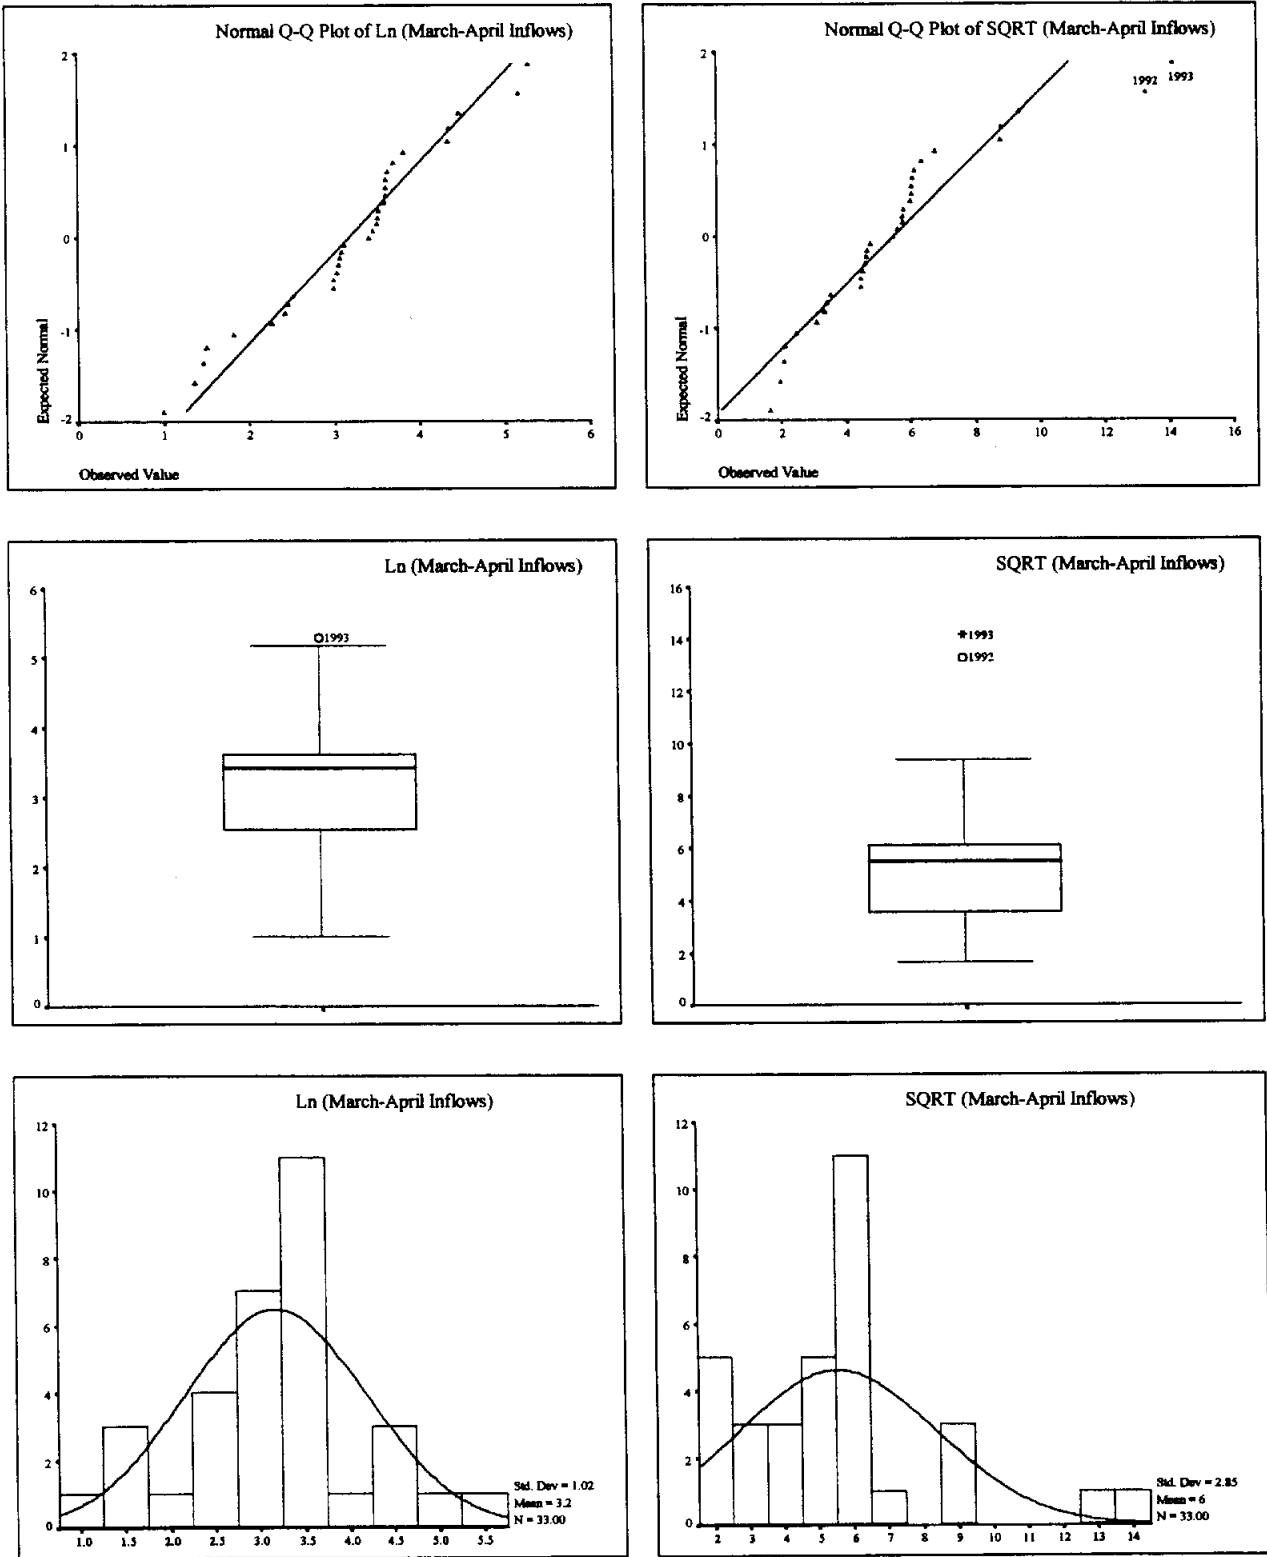 Normal Q-Q Plot of Ln (March-April Inflows)
2
1
0
-1
-2
Expected Normal
0 1 2 3 4 5 6
Observed Value
Normal Q-Q Plot of SQRT (March-April Inflows)
2
1
0
-1
-2
1992 1993
Expected Normal
0 2 4 6 8 10 12 14 16
Observed Value
Ln (March-April Inflows)
6
5
4
3
2
1
0
1993
SQRT (March-April Inflows)
16
14
12
10
8
6
4
2
0
1993
1992
Ln (March-April Inflows)
12
10
8
6
4
2
0
1.0 1.5 2.0 2.5 3.0 3.5 4.0 4.5 5.0 5.5
Std. Dev = 1.02
Mean = 3.2
N = 33.00
SQRT (March-April Inflows)
12
10
8
6
4
2
0
2 3 4 5 6 7 8 9 10 11 12 13 14
Std. Dev = 2.85
Mean = 6
N = 33.00